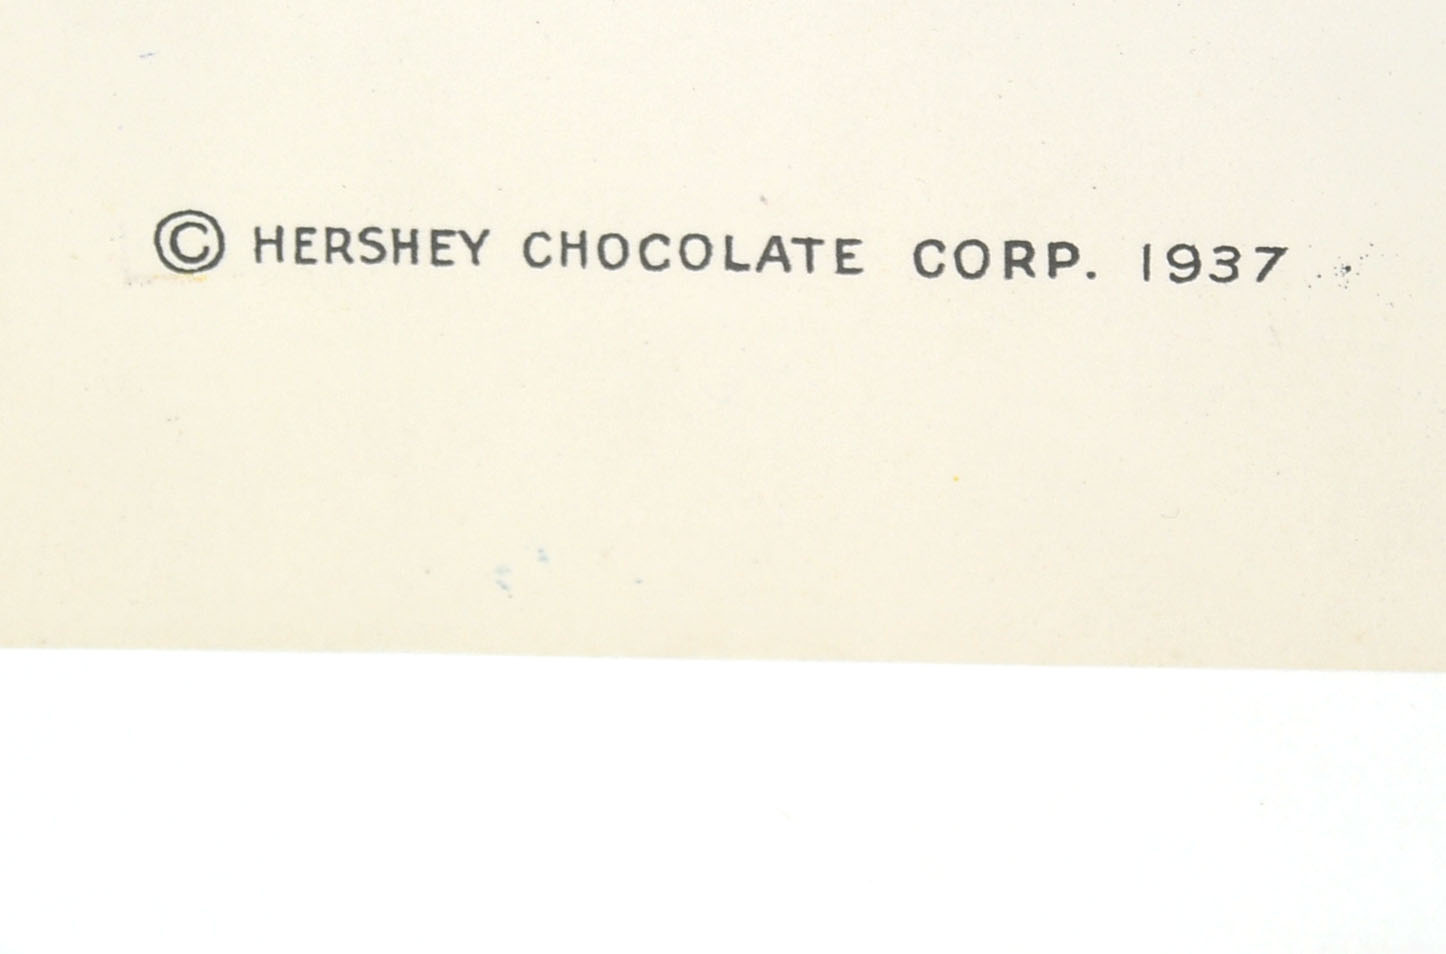 © HERSHEY CHOCOLATE CORP. 1937